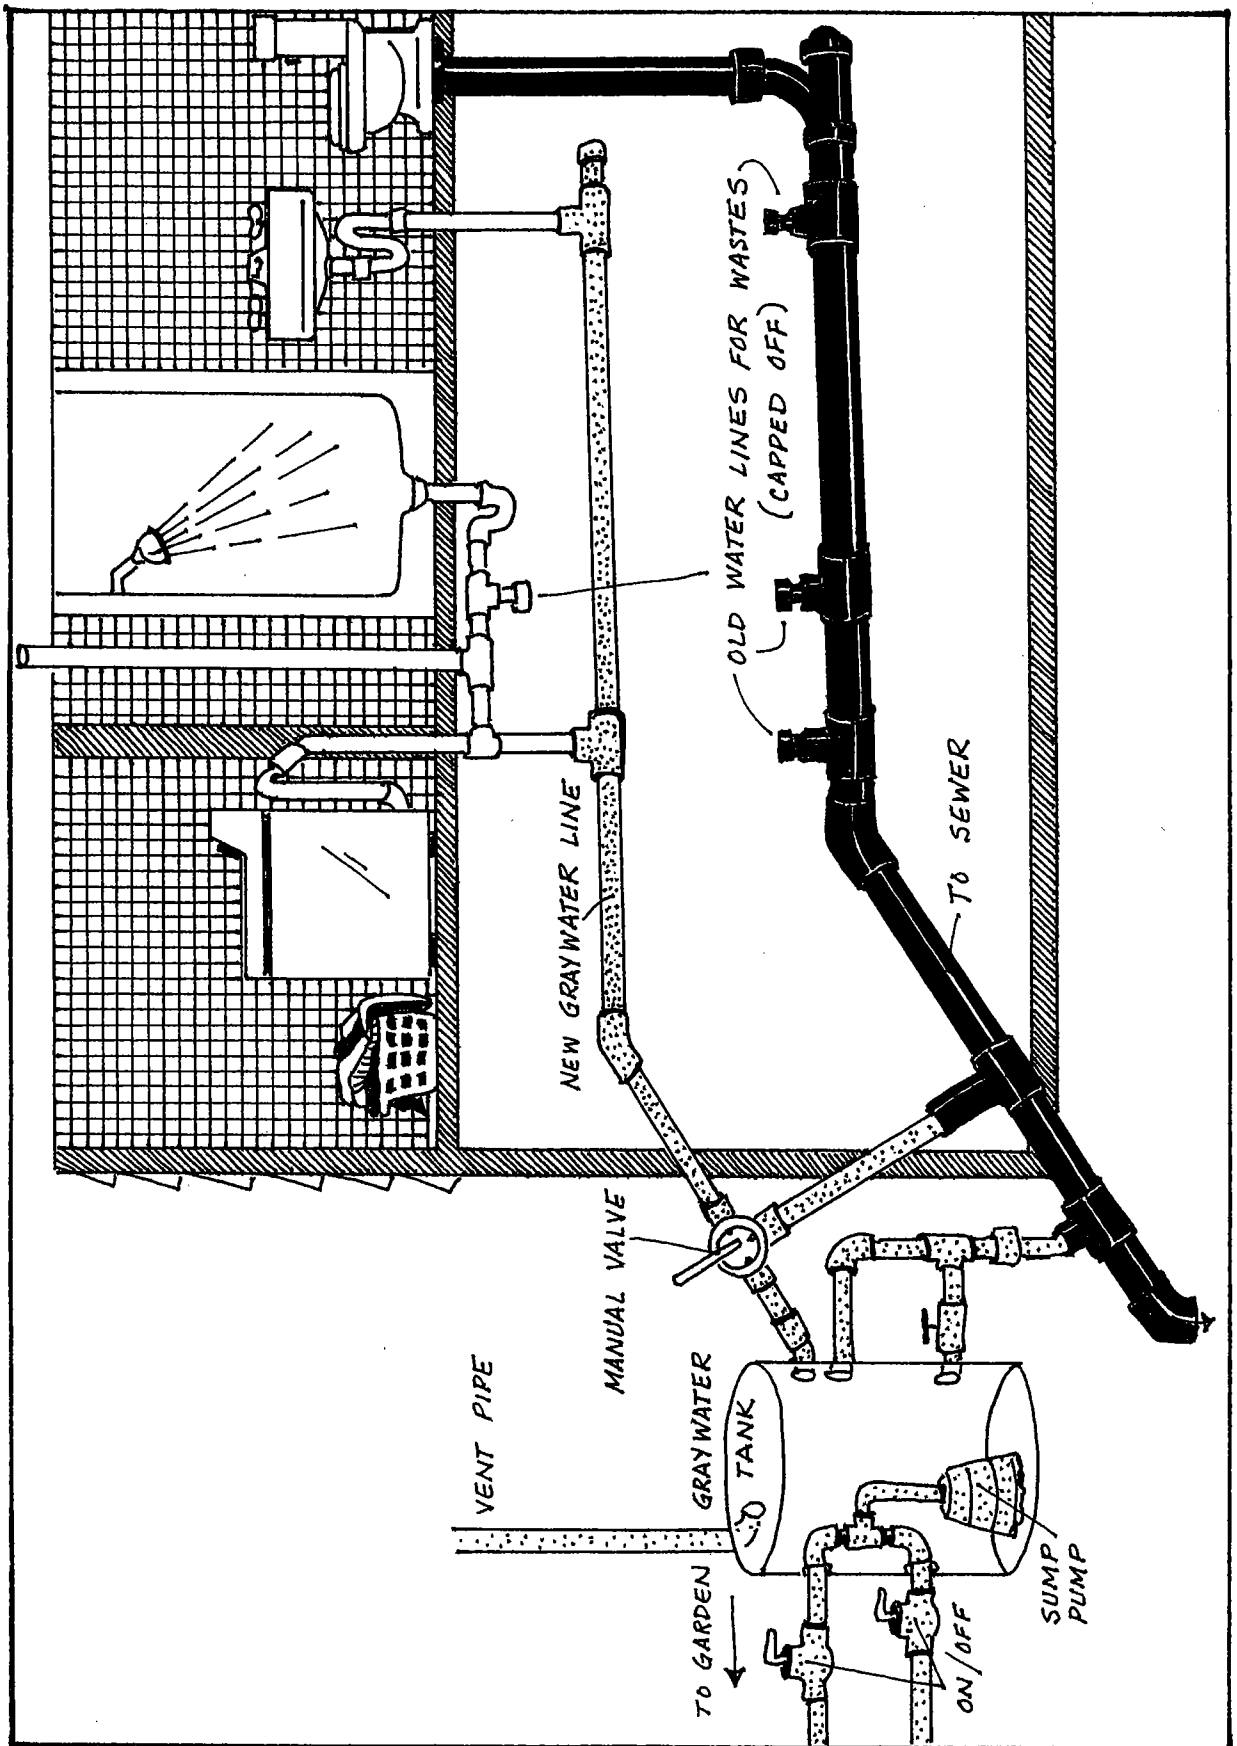 OLD WATER LINES FOR WASTES
(CAPPED OFF)
NEW GRAYWATER LINE
TO SEWER
MANUAL VALVE
VENT PIPE
GRAYWATER
TANK
TO GARDEN
SUMP
PUMP
ON/OFF